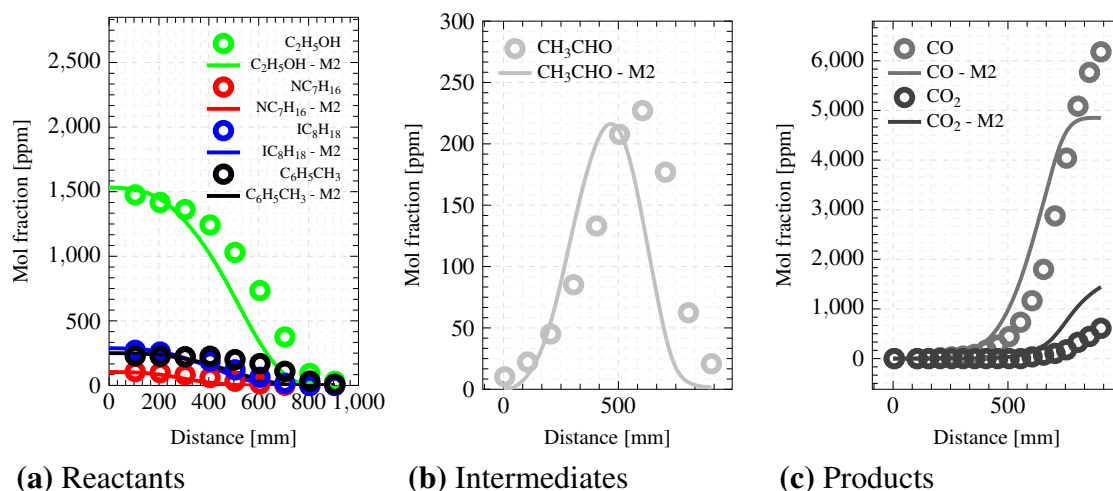 2,500
2,000
1,500
1,000
500
0
0
200
400
600
800
1,000
Mol fraction [ppm]
Distance [mm]
C₂H₅OH
C₂H₅OH - M2
NC₇H₁₆
NC₇H₁₆ - M2
IC₈H₁₈
IC₈H₁₈ - M2
C₆H₅CH₃
C₆H₅CH₃ - M2
(a) Reactants
300
250
200
150
100
50
0
0
500
Mol fraction [ppm]
Distance [mm]
CH₃CHO
CH₃CHO - M2
(b) Intermediates
6,000
5,000
4,000
3,000
2,000
1,000
0
0
500
Mol fraction [ppm]
Distance [mm]
CO
CO - M2
CO₂
CO₂ - M2
(c) Products